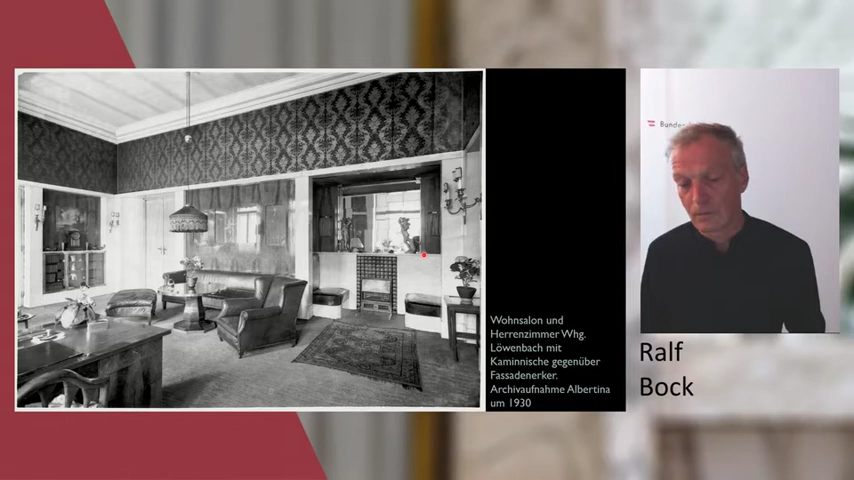 Wohnsalon und
Herrenzimmer Whg.
Löwenbach mit
Kaminnische gegenüber
Fassadenerker.
Archivaufnahme Albertina
um 1930
Ralf
Bock